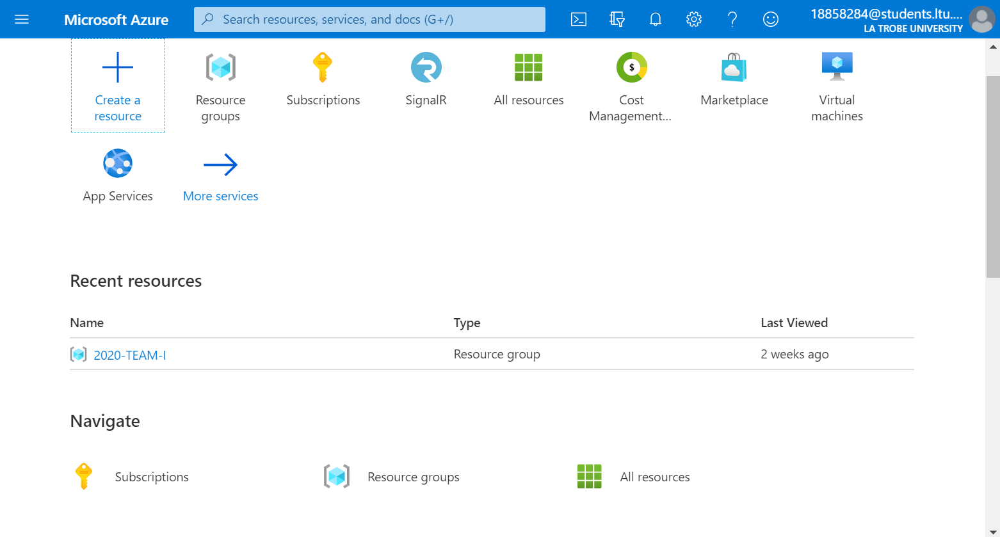 Microsoft Azure
Search resources, services, and docs (G+/)
18858284@students.ltu....
LA TROBE UNIVERSITY
Create a
resource
Resource
groups
Subscriptions
SignalR
All resources
$
Cost
Management...
Marketplace
Virtual
machines
App Services
More services
Recent resources
Name Type Last Viewed
2020-TEAM-I Resource group 2 weeks ago
Navigate
Subscriptions Resource groups All resources